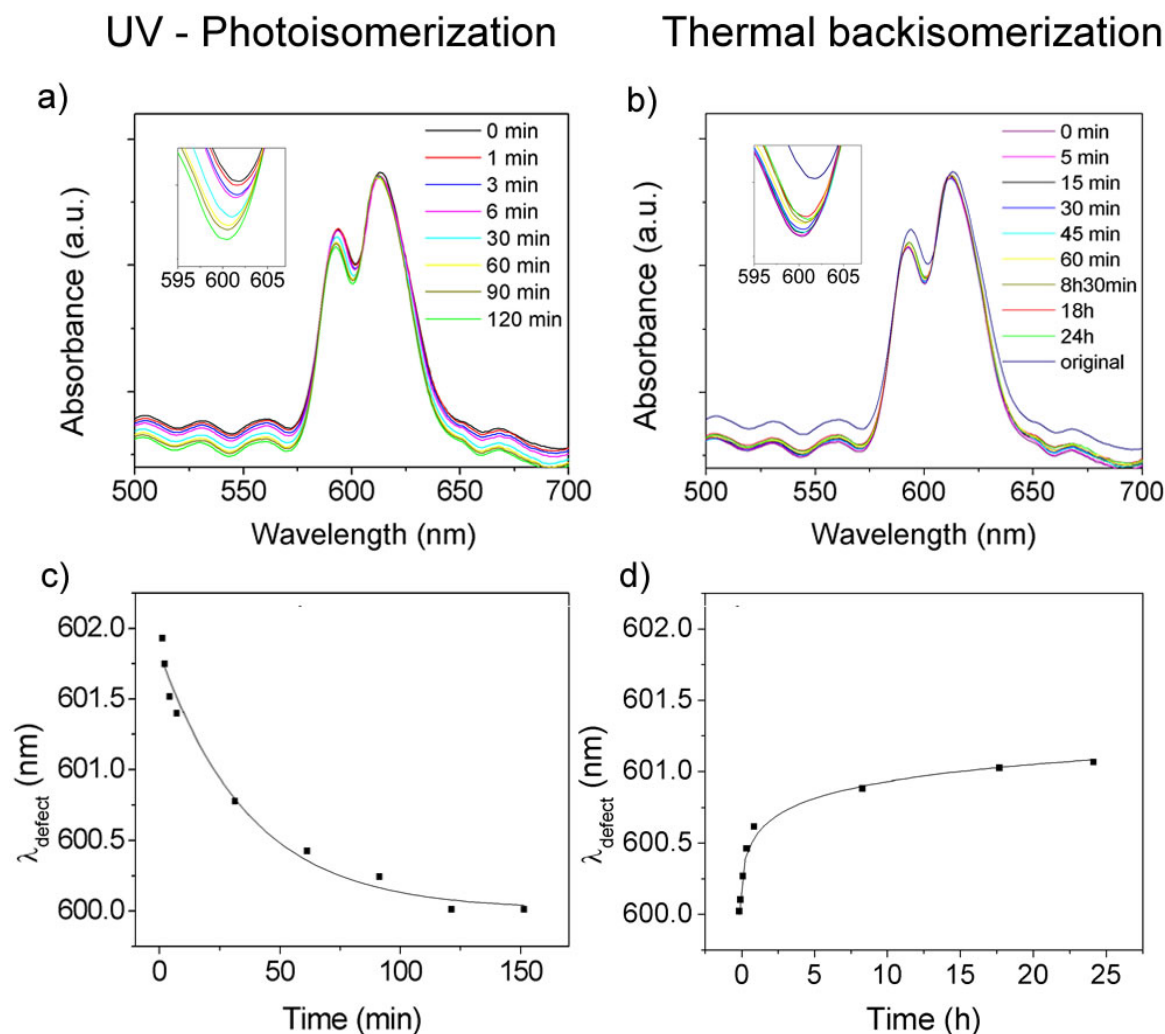 UV - Photoisomerization
Thermal backisomerization
a)
0 min
1 min
3 min
6 min
30 min
60 min
90 min
120 min
595 600 605
Absorbance (a.u.)
500 550 600 650 700
Wavelength (nm)
b)
0 min
5 min
15 min
30 min
45 min
60 min
8h30min
18h
24h
original
595 600 605
Absorbance (a.u.)
500 550 600 650 700
Wavelength (nm)
c)
602.0
601.5
601.0
600.5
600.0
λdefect (nm)
0 50 100 150
Time (min)
d)
602.0
601.5
601.0
600.5
600.0
λdefect (nm)
0 5 10 15 20 25
Time (h)